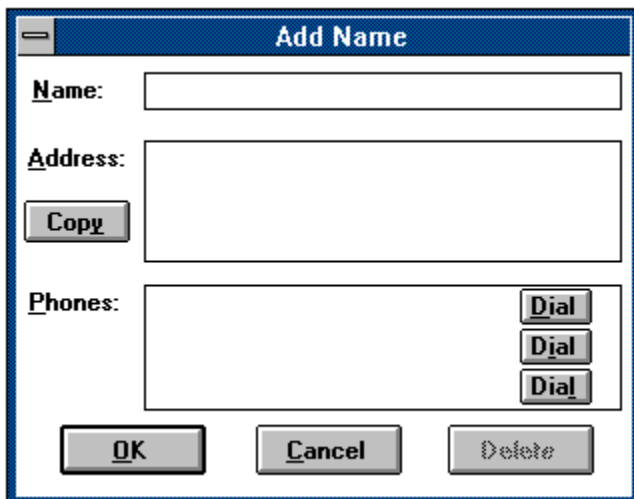 Add Name
Name:
Address:
Copy
Phones:
Dial
Dial
Dial
OK Cancel Delete